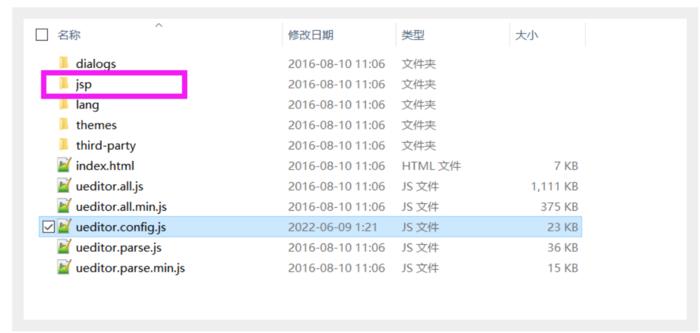 名称 修改日期 类型 大小
dialogs 2016-08-10 11:06 文件夹
jsp 2016-08-10 11:06 文件夹
lang 2016-08-10 11:06 文件夹
themes 2016-08-10 11:06 文件夹
third-party 2016-08-10 11:06 文件夹
index.html 2016-08-10 11:06 HTML 文件 7 KB
ueditor.all.js 2016-08-10 11:06 JS 文件 1,111 KB
ueditor.all.min.js 2016-08-10 11:06 JS 文件 375 KB
ueditor.config.js 2022-06-09 1:21 JS 文件 23 KB
ueditor.parse.js 2016-08-10 11:06 JS 文件 36 KB
ueditor.parse.min.js 2016-08-10 11:06 JS 文件 15 KB